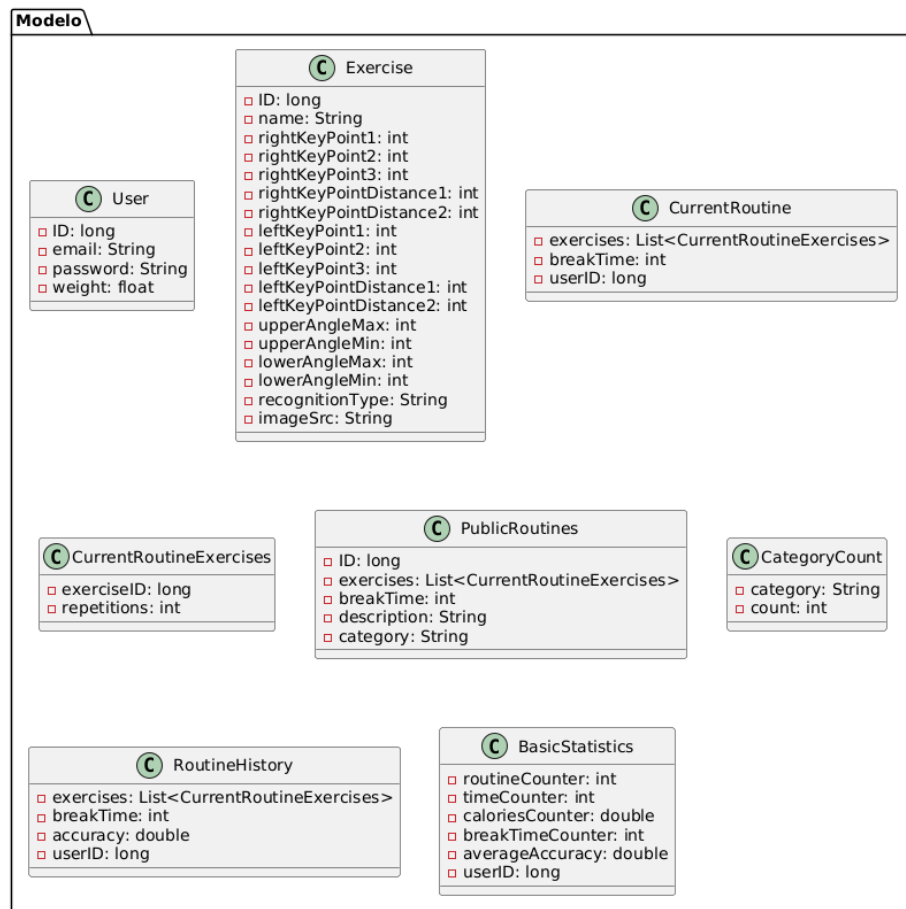 Modelo
C Exercise
ID: long
name: String
rightKeyPoint1: int
rightKeyPoint2: int
rightKeyPoint3: int
rightKeyPointDistance1: int
rightKeyPointDistance2: int
leftKeyPoint1: int
leftKeyPoint2: int
leftKeyPoint3: int
leftKeyPointDistance1: int
leftKeyPointDistance2: int
upperAngleMax: int
upperAngleMin: int
lowerAngleMax: int
lowerAngleMin: int
recognitionType: String
imageSrc: String
C User
ID: long
email: String
password: String
weight: float
C CurrentRoutine
exercises: List<CurrentRoutineExercises>
breakTime: int
userID: long
C CurrentRoutineExercises
exerciseID: long
repetitions: int
C PublicRoutines
ID: long
exercises: List<CurrentRoutineExercises>
breakTime: int
description: String
category: String
C CategoryCount
category: String
count: int
C RoutineHistory
exercises: List<CurrentRoutineExercises>
breakTime: int
accuracy: double
userID: long
C BasicStatistics
routineCounter: int
timeCounter: int
caloriesCounter: double
breakTimeCounter: int
averageAccuracy: double
userID: long